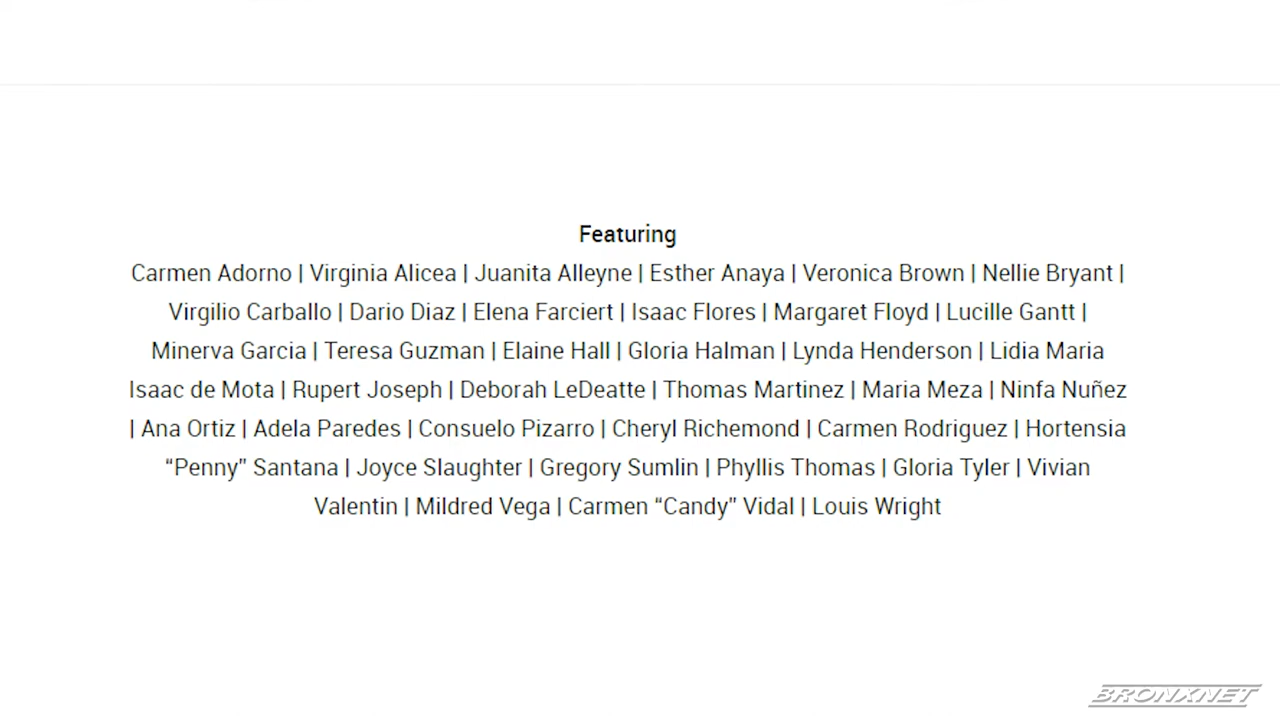 Featuring
Carmen Adorno | Virginia Alicea | Juanita Alleyne | Esther Anaya | Veronica Brown | Nellie Bryant |
Virgilio Carballo | Dario Diaz | Elena Farciert | Isaac Flores | Margaret Floyd | Lucille Gantt |
Minerva Garcia | Teresa Guzman | Elaine Hall | Gloria Halman | Lynda Henderson | Lidia Maria
Isaac de Mota | Rupert Joseph | Deborah LeDeatte | Thomas Martinez | Maria Meza | Ninfa Nuñez
| Ana Ortiz | Adela Paredes | Consuelo Pizarro | Cheryl Richemond | Carmen Rodriguez | Hortensia
“Penny” Santana | Joyce Slaughter | Gregory Sumlin | Phyllis Thomas | Gloria Tyler | Vivian
Valentin | Mildred Vega | Carmen “Candy” Vidal | Louis Wright
BRONXNET